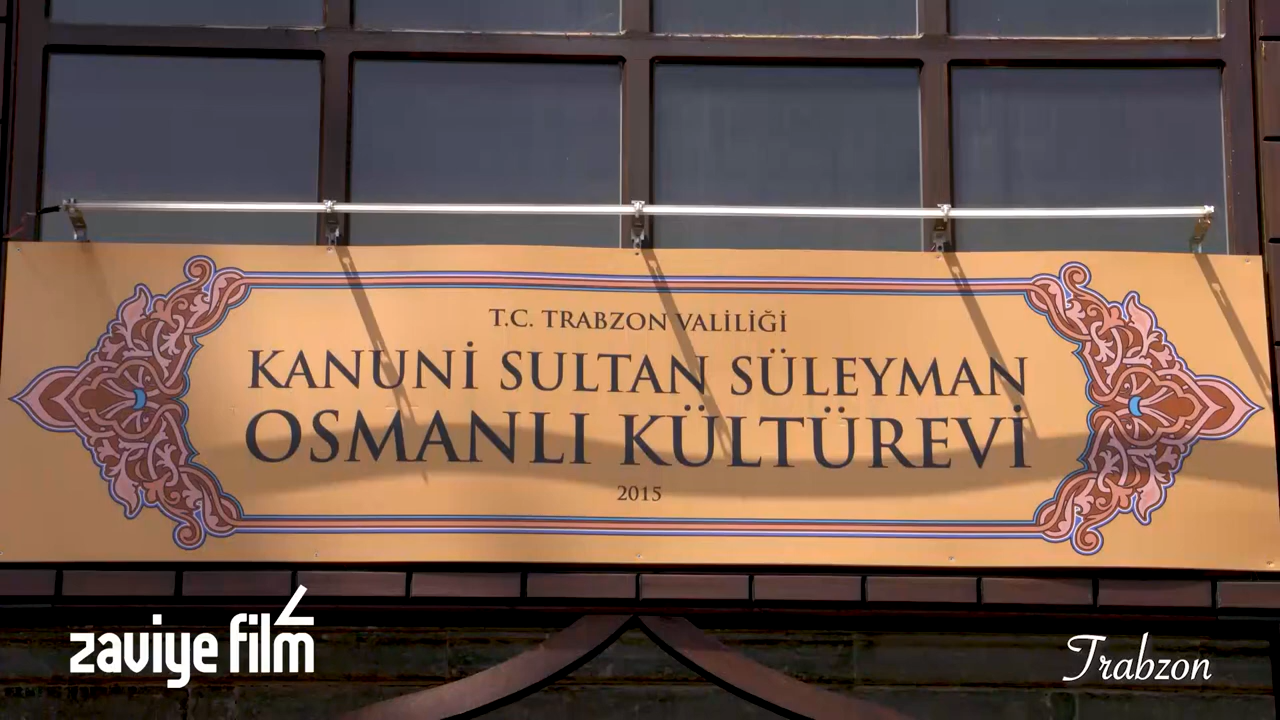 T.C. TRABZON VALİLİĞİ
KANUNİ SULTAN SÜLEYMAN
OSMANLI KÜLTÜREVİ
2015
zaviye film
Trabzon